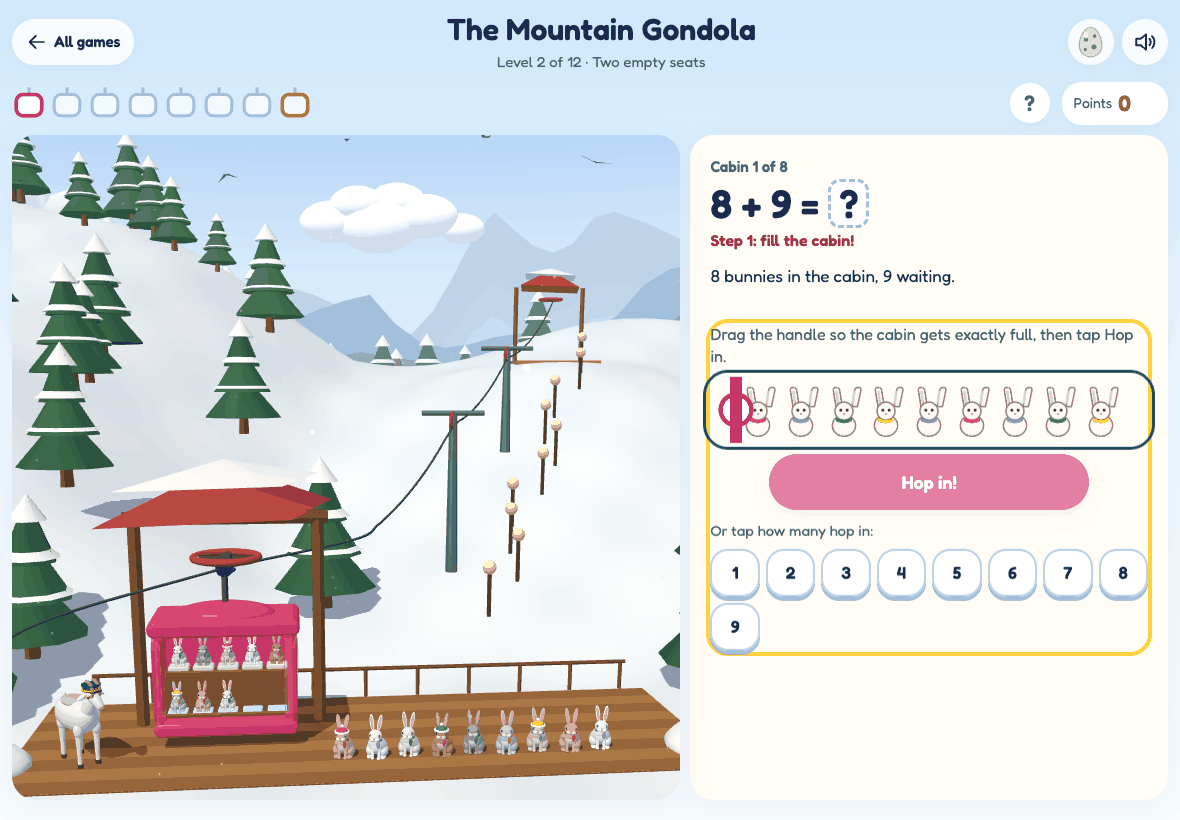 All games
The Mountain Gondola
Level 2 of 12 · Two empty seats
?
Points 0
Cabin 1 of 8
8 + 9 = ?
Step 1: fill the cabin!
8 bunnies in the cabin, 9 waiting.
Drag the handle so the cabin gets exactly full, then tap Hop
in.
Hop in!
Or tap how many hop in:
1 2 3 4 5 6 7 8
9